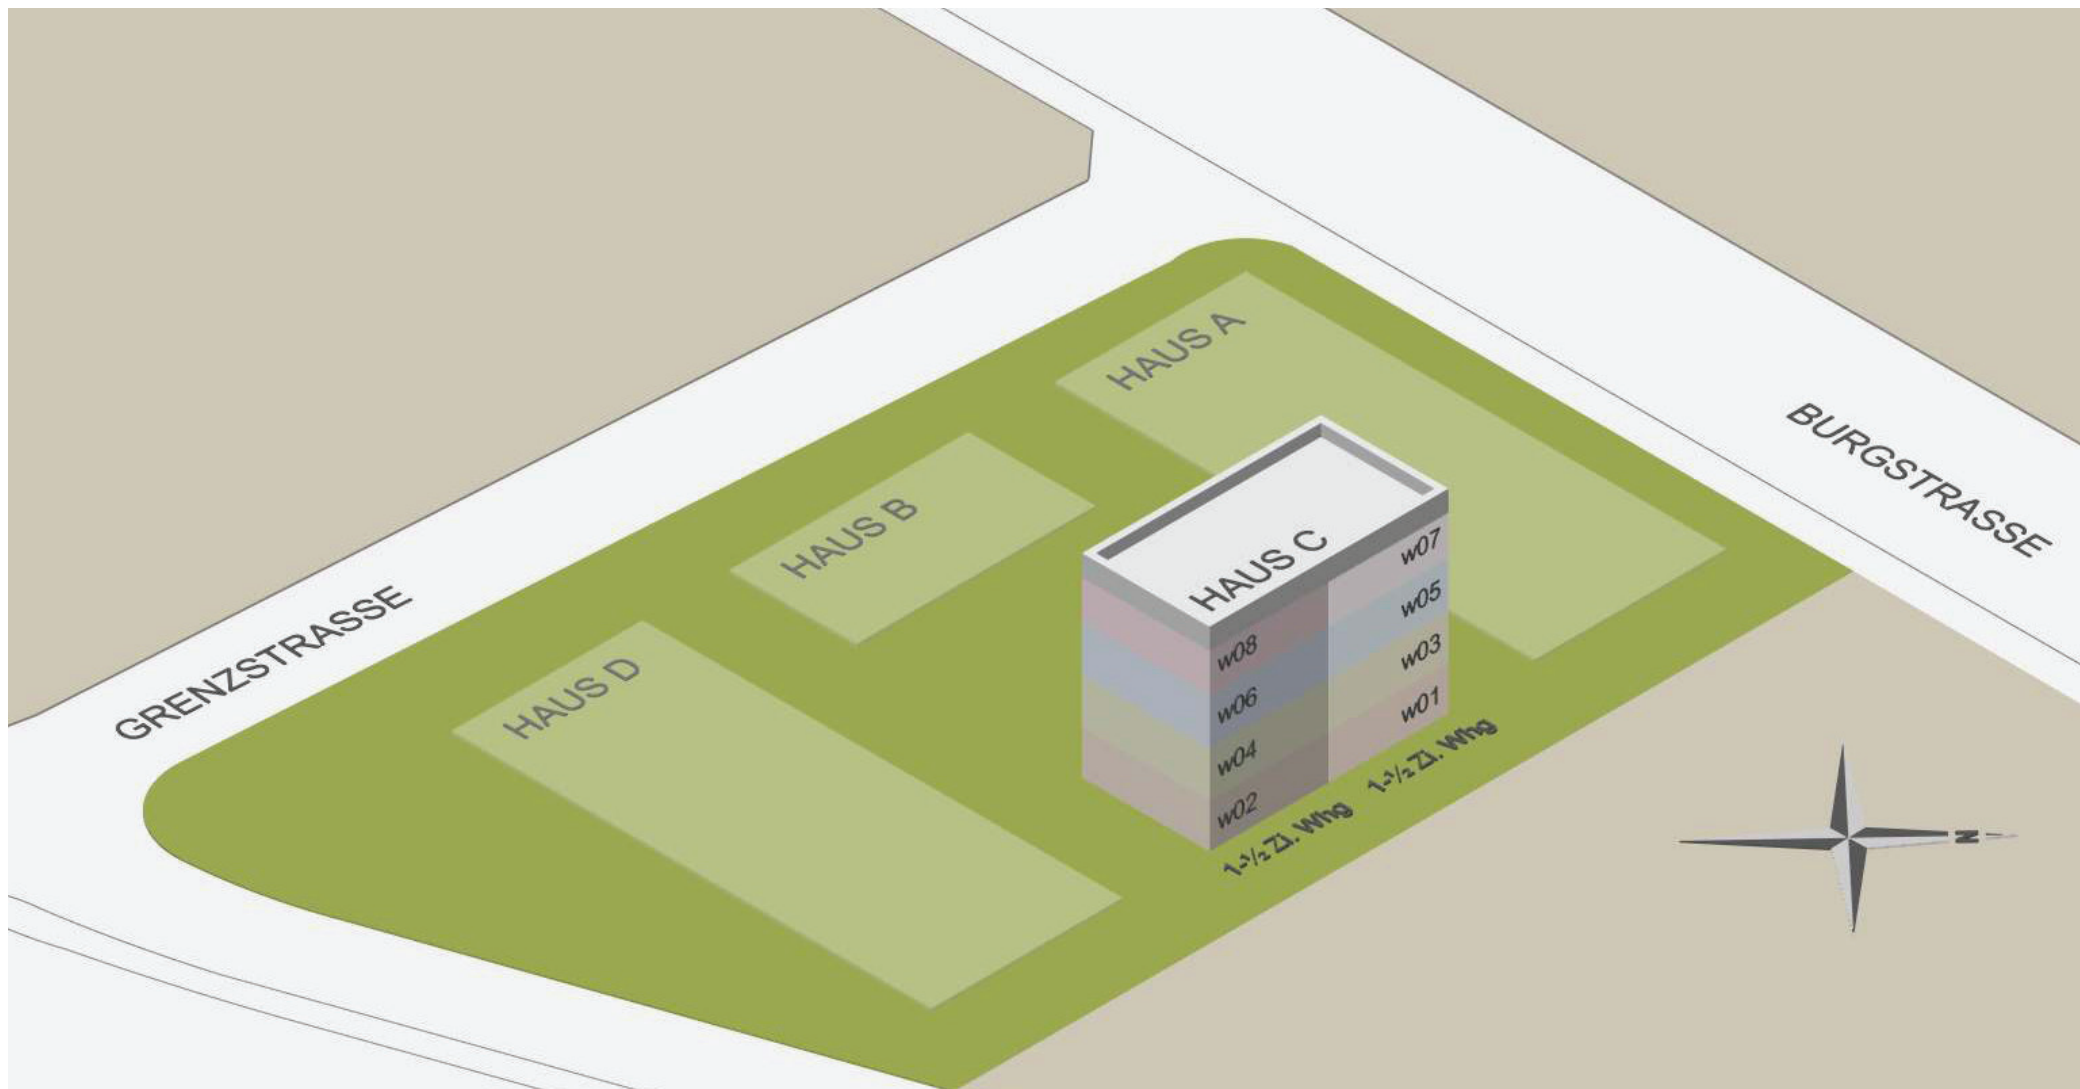 HAUS A
BURGSTRASSE
HAUS B
HAUS C
w07
w05
GRENZSTRASSE
HAUS D
w08
w03
w06
w01
w04
w02
1-½ Zi. Whg
1-½ Zi. Whg
N